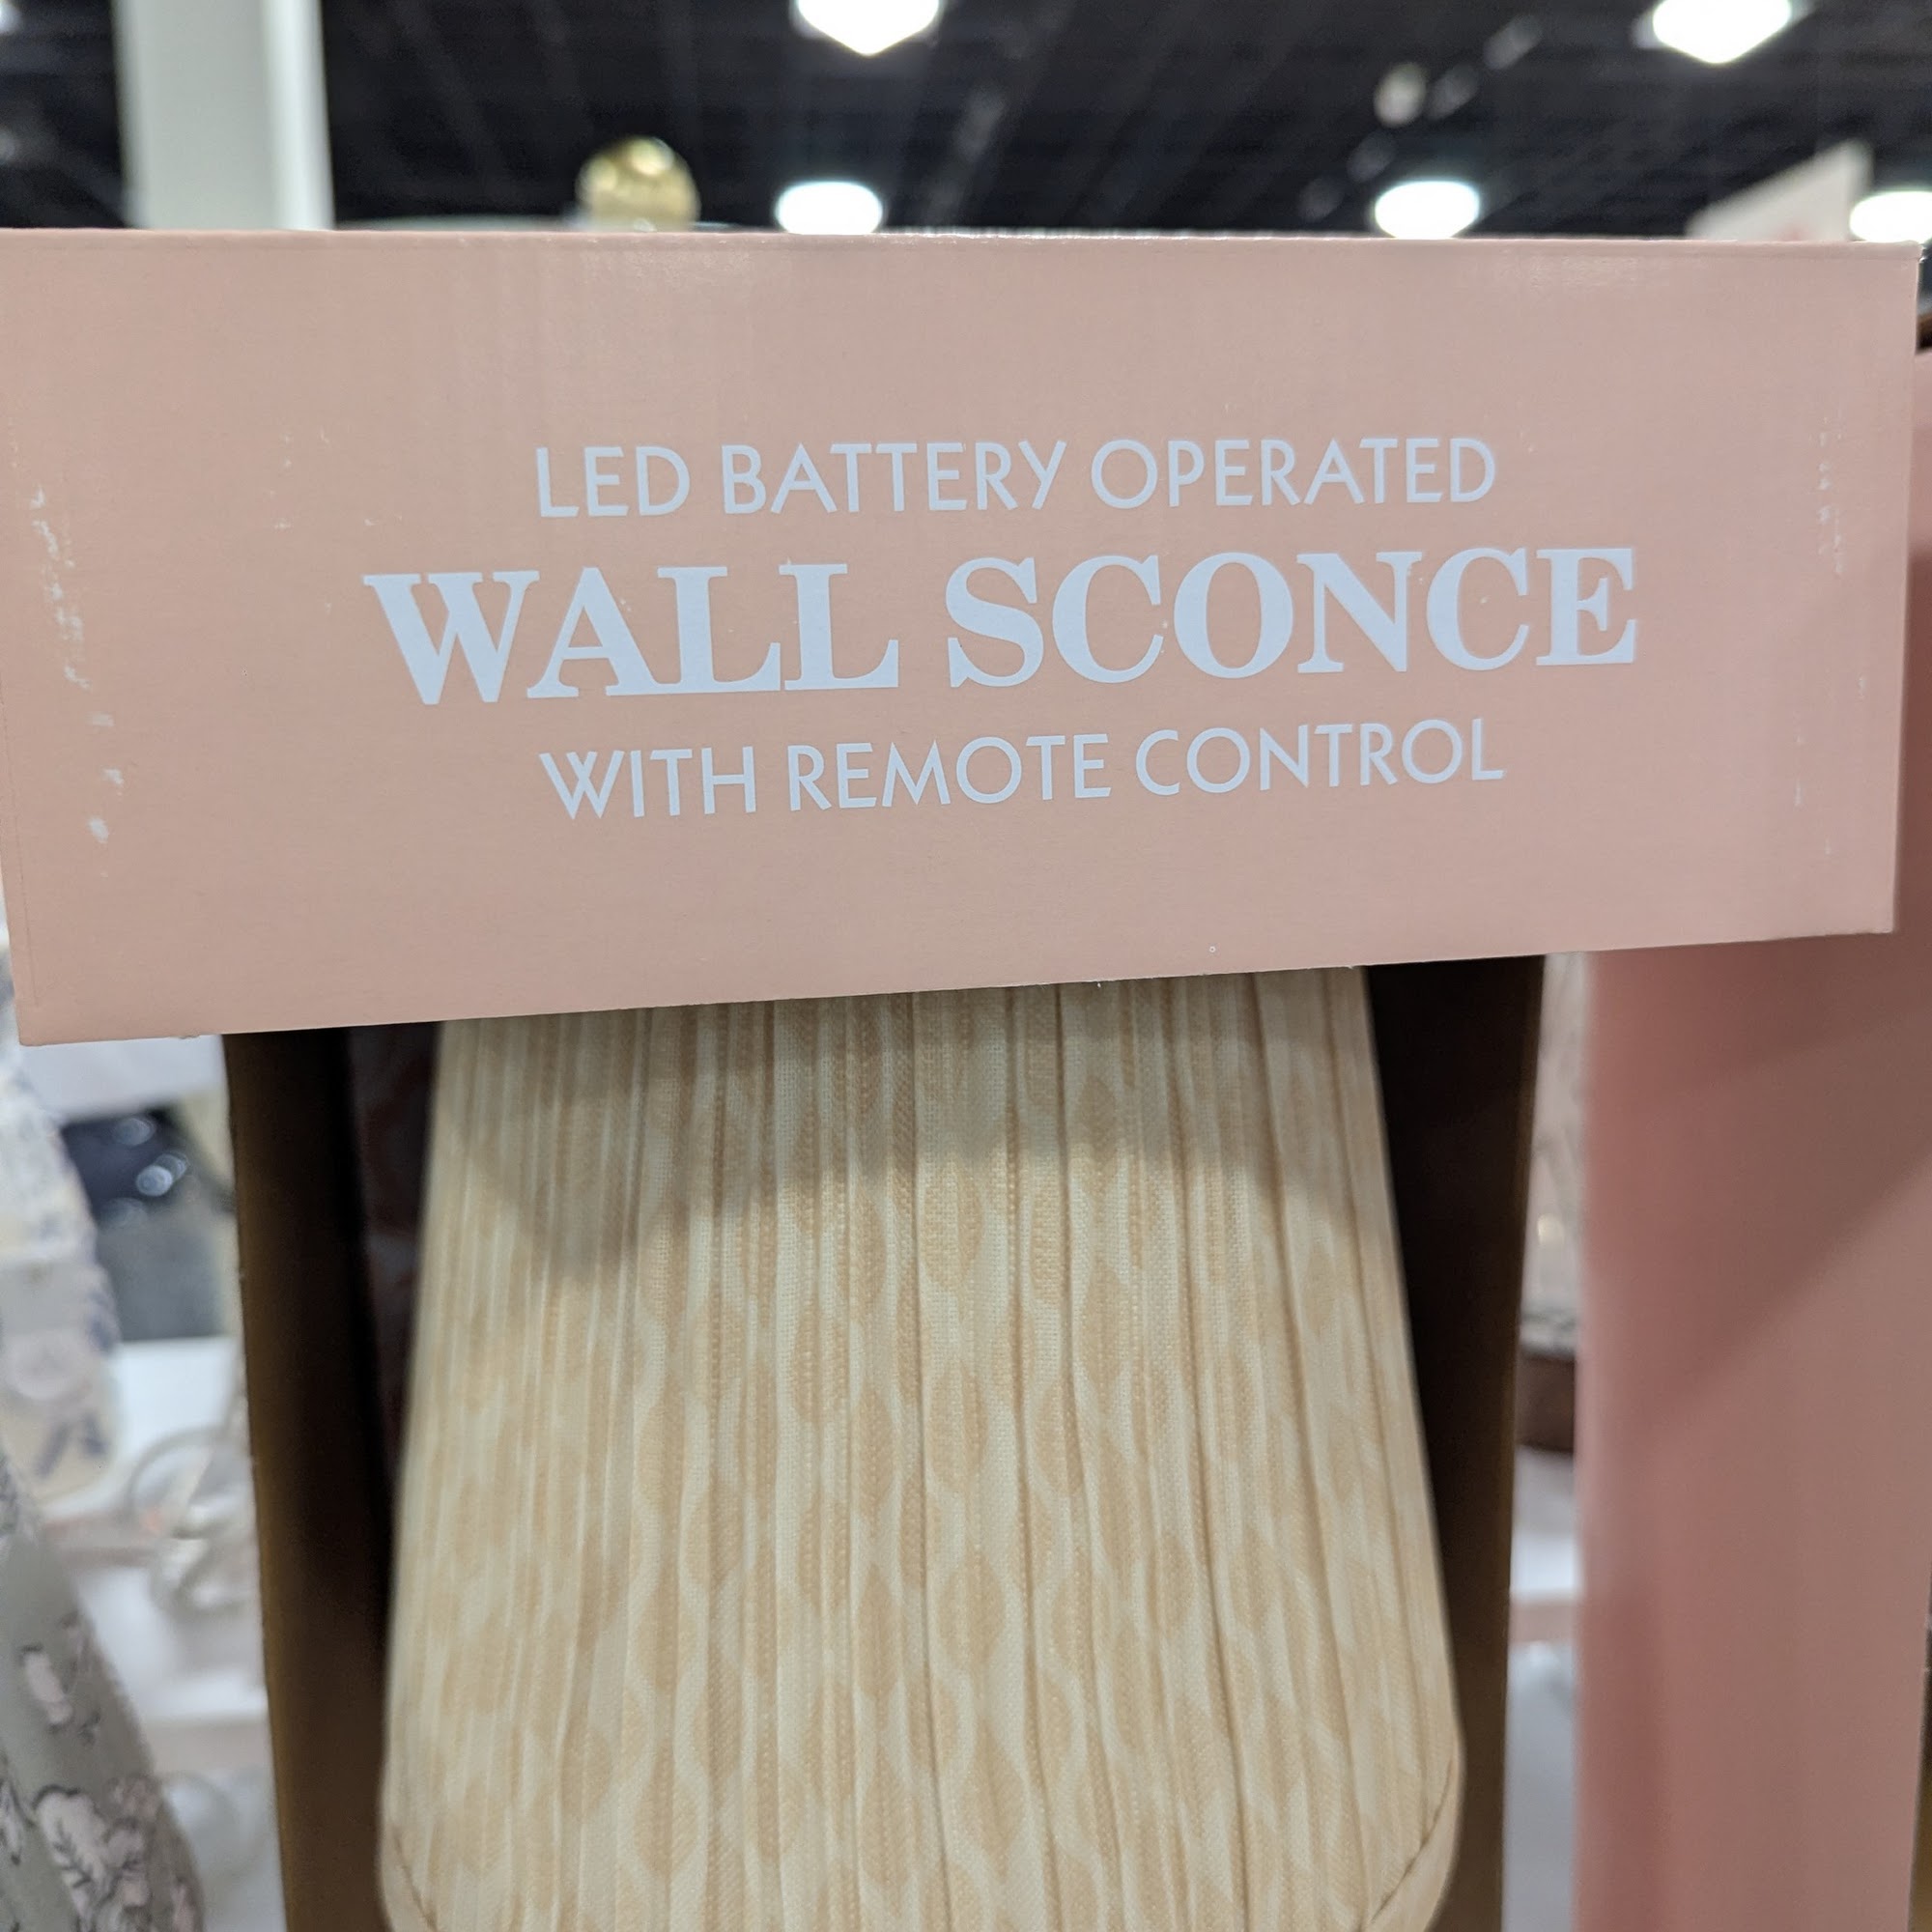 LED BATTERY OPERATED
WALL SCONCE
WITH REMOTE CONTROL